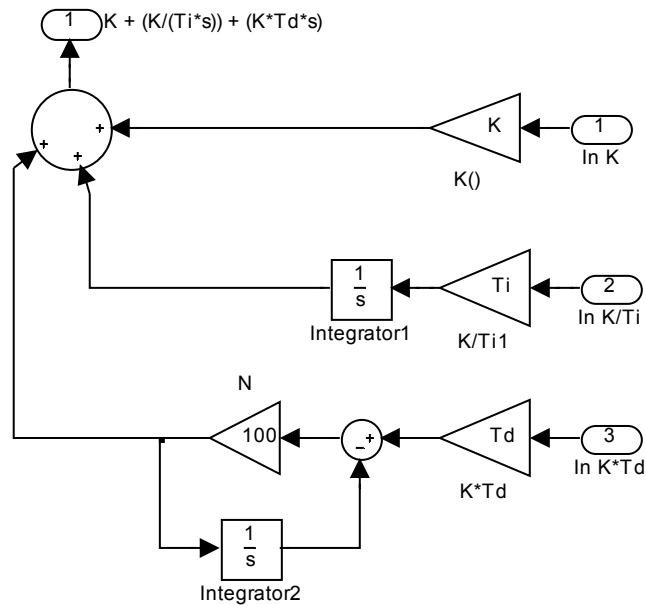 1 K + (K/(Ti*s)) + (K*Td*s)
+ + +
K
1
In K
K()
1
s
Integrator1
Ti
K/Ti1
2
In K/Ti
N
100
+
−
Td
K*Td
3
In K*Td
1
s
Integrator2